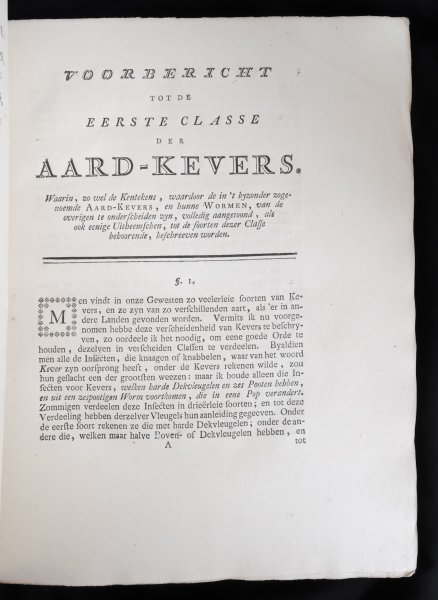 VOORBERICHT
TOT DE
EERSTE CLASSE
DER
AARD-KEVERS.
Waarin, zo wel de Kentekens, waardoor de in 't byzonder zoge-
noemde AARD-KEVERS, en hunne WORMEN, van de
overigen te onderscheiden zyn, volledig aangetoond, als
ook eenige Uitheemschen, tot de soorten dezer Classe
behoorende, beschreeven worden.
§. 1.
Men vindt in onze Gewesten zo veelerleie soorten van Ke-
vers, en ze zyn van zo verschillenden aart, als 'er in an-
dere Landen gevonden worden. Vermits ik nu voorge-
nomen hebbe deze verscheidenheid van Kevers te beschry-
ven, zo oordeele ik het noodig, om eene goede Orde te
houden, dezelven in verscheiden Classen te verdeelen. Byaldien
men alle de Insecten, die knaagen of knabbelen, waar van het woord
Kever zyn oorsprong heeft, onder de Kevers rekenen wilde, zou
hun geslacht een der grootsten weezen: maar ik houde alleen die In-
secten voor Kevers, welken harde Dekvleugelen en zes Pooten hebben,
en uit een zespootigen Worm voortkomen, die in eene Pop verandert.
Zommigen verdeelen deze Insecten in drieërleie soorten; en tot deze
Verdeeling hebben derzelver Vleugels hun aanleiding gegeeven. Onder
de eerste soort rekenen ze die met harde Dekvleugelen; onder de an-
dere die, welken maar halve Boven- of Dekvleugelen hebben, en
A
tot